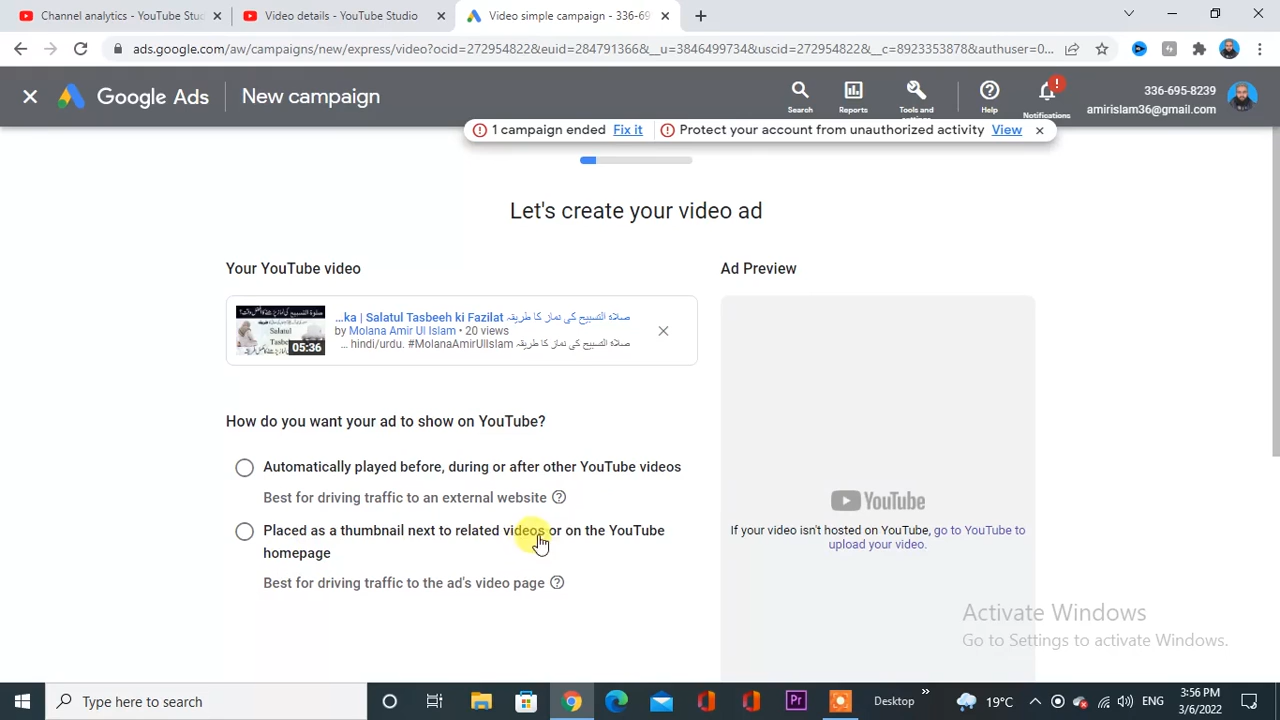 Channel analytics - YouTube Stud
Video details - YouTube Studio
Video simple campaign - 336-69
ads.google.com/aw/campaigns/new/express/video?ocid=272954822&euid=284791366&__u=3846499734&uscid=272954822&__c=8923353878&authuser=0...
Google Ads
New campaign
Search
Reports
Tools and settings
Help
Notifications
336-695-8239
amirislam36@gmail.com
1 campaign ended Fix it
Protect your account from unauthorized activity View
Let's create your video ad
Your YouTube video
Ad Preview
...ka | Salatul Tasbeeh ki Fazilat صلاۃ التسبیح کی نماز کا طریقہ
by Molana Amir Ul Islam • 20 views
... hindi/urdu. #MolanaAmirUlIslam صلاۃ التسبیح کی نماز کا طریقہ
Salatul
Tasbe
05:36
How do you want your ad to show on YouTube?
Automatically played before, during or after other YouTube videos
Best for driving traffic to an external website
Placed as a thumbnail next to related videos or on the YouTube
homepage
Best for driving traffic to the ad's video page
YouTube
If your video isn't hosted on YouTube, go to YouTube to
upload your video.
Activate Windows
Go to Settings to activate Windows.
Type here to search
Pr
Desktop
19°C
ENG
3:56 PM
3/6/2022